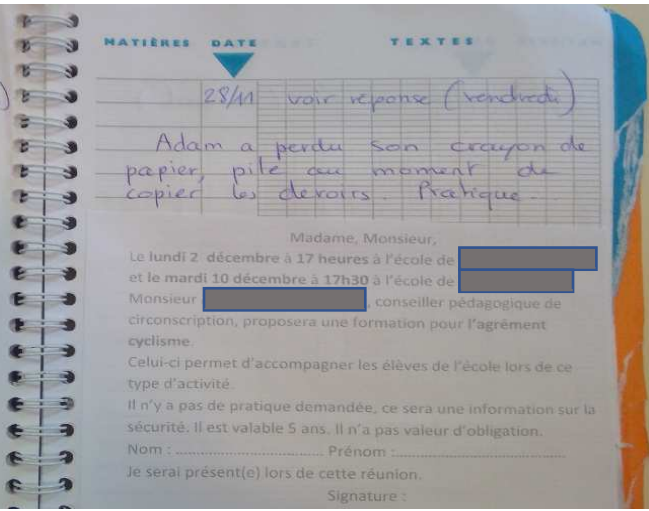 MATIÈRES DATE TEXTES
28/11 voir reponse (vendredi)
Adam a perdu son crayon de
papier, pile au moment de
copier les devoirs. Pratique...
Madame, Monsieur,
Le lundi 2 décembre à 17 heures à l'école de
et le mardi 10 décembre à 17h30 à l'école de
Monsieur , conseiller pédagogique de
circonscription, proposera une formation pour l'agrément
cyclisme.
Celui-ci permet d'accompagner les élèves de l'école lors de ce
type d'activité.
Il n'y a pas de pratique demandée, ce sera une information sur la
sécurité. Il est valable 5 ans. Il n'a pas valeur d'obligation.
Nom : ................................ Prénom : ................................
Je serai présent(e) lors de cette réunion.
Signature :